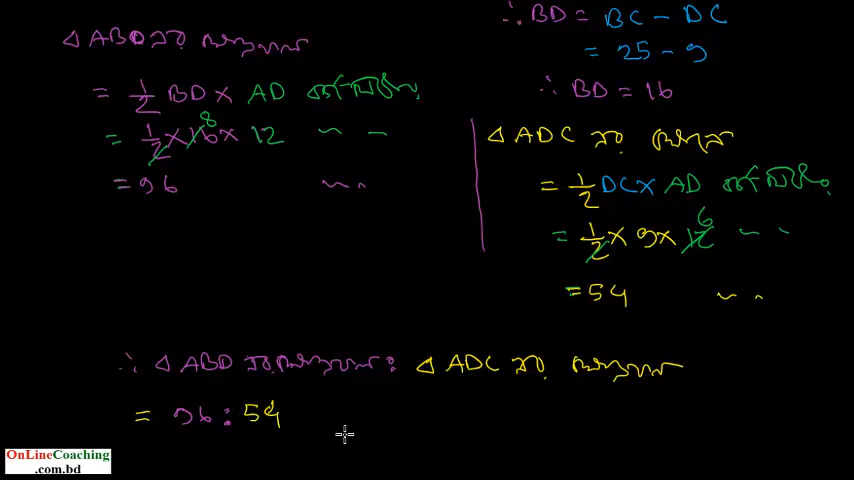 ∴ BD = BC − DC
= 25 − 9
∴ BD = 16
△ ABD এর ক্ষেত্রফল
= 1/2 BD × AD বর্গ একক
= 1/2 × 16 × 12 8
= 96
△ ADC এর ক্ষেত্রফল
= 1/2 DC × AD বর্গ একক
= 1/2 × 9 × 12 6
= 54
∴ △ ABD এর ক্ষেত্রফল : △ ADC এর ক্ষেত্রফল
= 96 : 54
OnLineCoaching
.com.bd